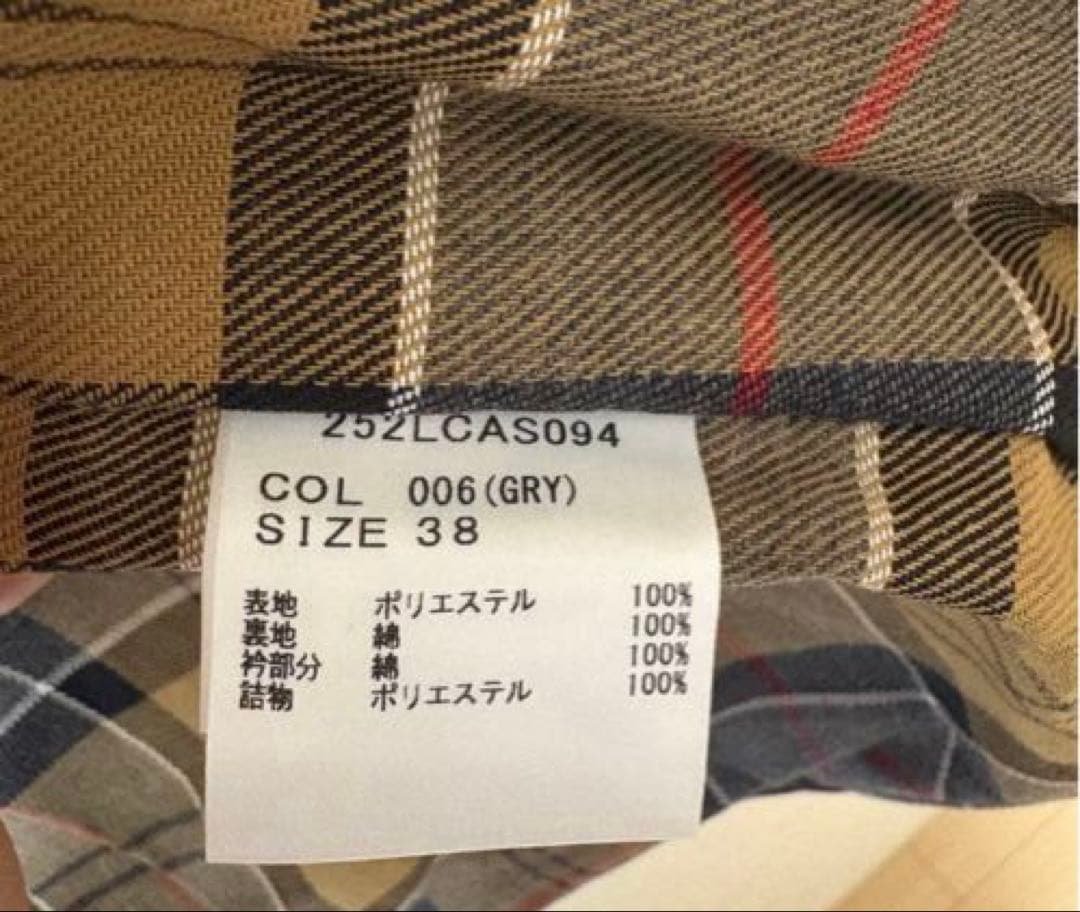 252LCAS094
COL 006(GRY)
SIZE 38
表地 ポリエステル 100%
裏地 綿 100%
衿部分 綿 100%
詰物 ポリエステル 100%